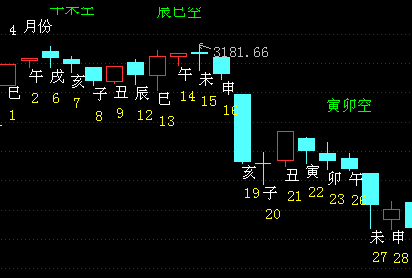 午未空
辰巳空
4 月份
3181.66
寅卯空
巳
1
午
2
戌
6
亥
7
子
8
丑
9
辰
12
巳
13
午
14
未
15
申
16
亥
19
子
20
丑
21
寅
22
卯
23
午
26
未
27
申
28